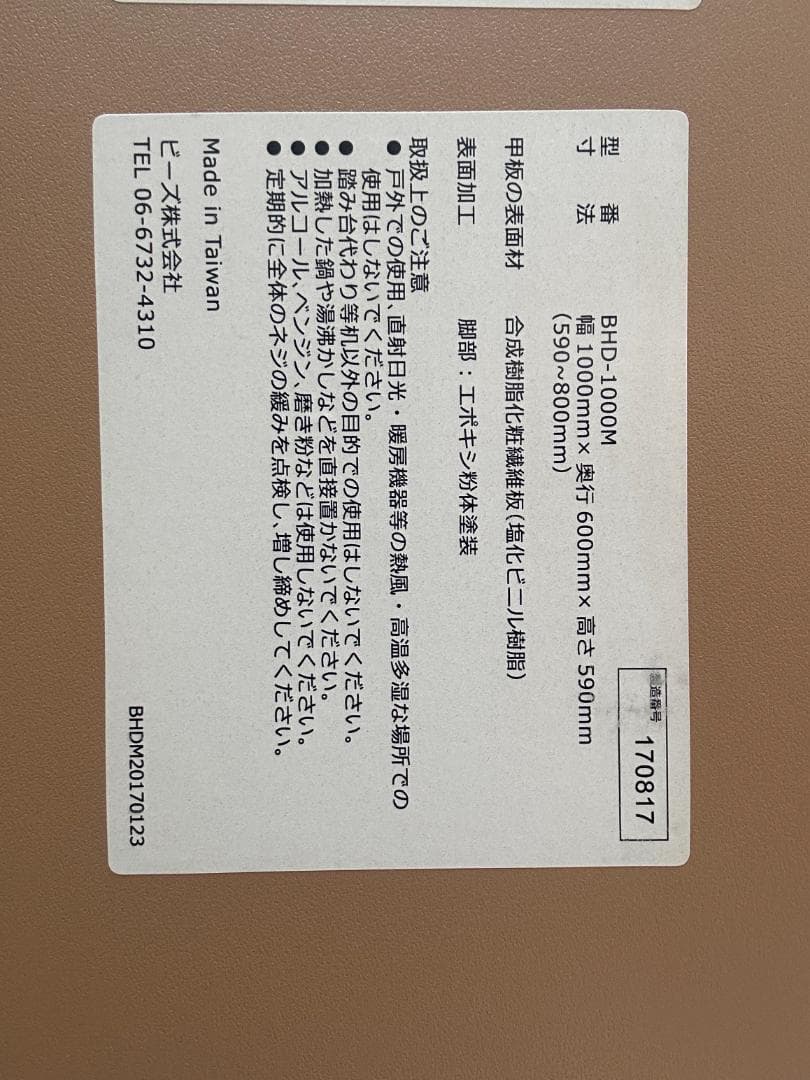 製造番号 170817
型番 BHD-1000M
寸法 幅 1000mm× 奥行 600mm× 高さ 590mm
(590~800mm)
甲板の表面材 合成樹脂化粧繊維板(塩化ビニル樹脂)
表面加工 脚部:エポキシ粉体塗装
取扱上のご注意
● 戸外での使用、直射日光・暖房機器等の熱風・高温多湿な場所での
使用はしないでください。
● 踏み台代わり等机以外の目的での使用はしないでください。
● 加熱した鍋や湯沸かしなどを直接置かないでください。
● アルコール、ベンジン、磨き粉などは使用しないでください。
● 定期的に全体のネジの緩みを点検し、増し締めしてください。
Made in Taiwan
ビーズ株式会社
TEL 06-6732-4310
BHDM20170123